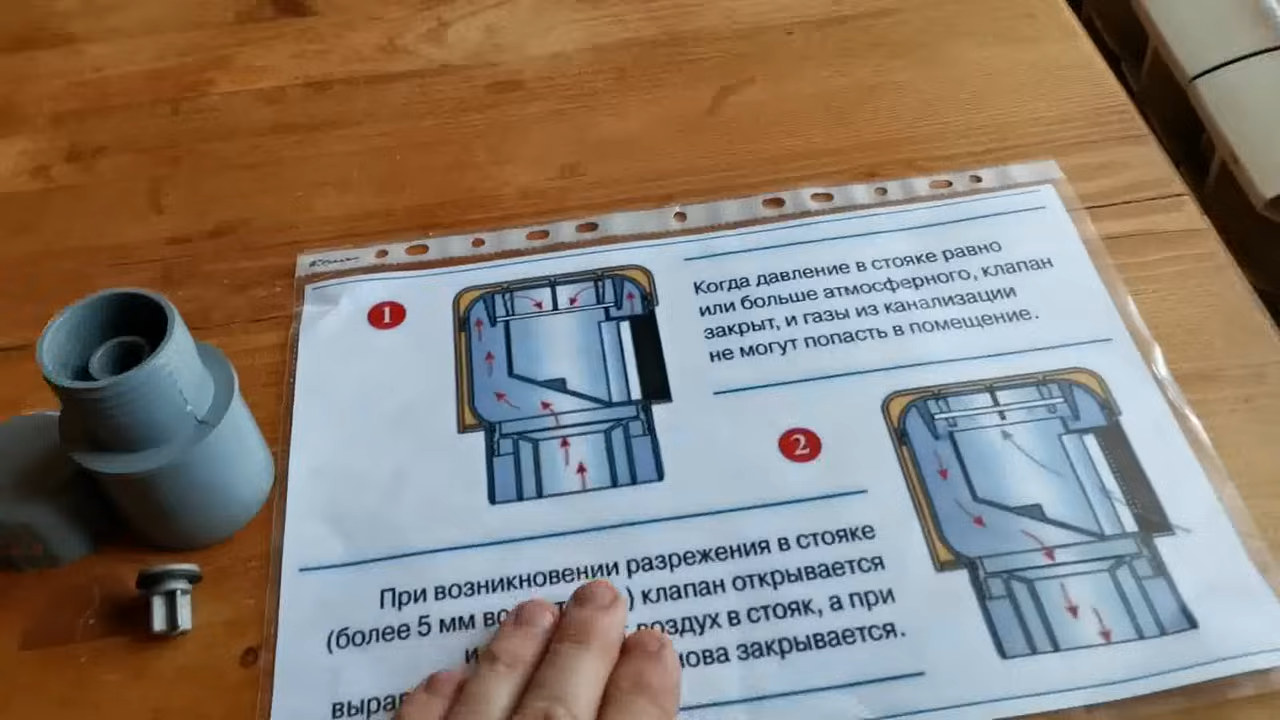 1
Когда давление в стояке равно
или больше атмосферного, клапан
закрыт, и газы из канализации
не могут попасть в помещение.
2
При возникновении разрежения в стояке
(более 5 мм клапан открывается
воздух в стояк, а при
закрывается.